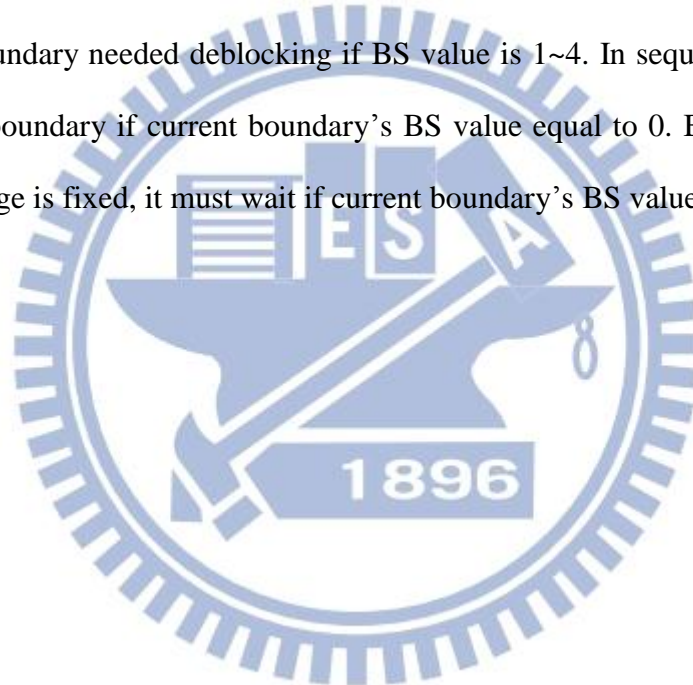 undary needed deblocking if BS value is 1~4. In sequ
boundary if current boundary's BS value equal to 0.
ge is fixed, it must wait if current boundary's BS value
E S A
1896